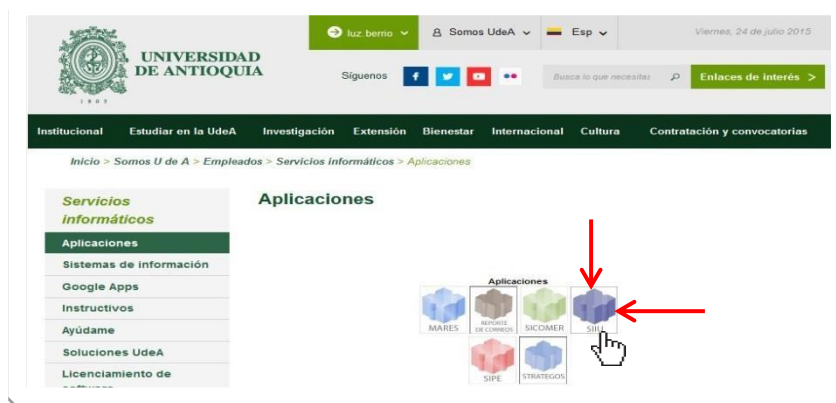 luz berrio
Somos UdeA
Esp
Viernes, 24 de julio 2015
UNIVERSIDAD
DE ANTIOQUIA
1803
Síguenos
Busca lo que necesitas
Enlaces de interés >
Institucional Estudiar en la UdeA Investigación Extensión Bienestar Internacional Cultura Contratación y convocatorias
Inicio > Somos U de A > Empleados > Servicios informáticos > Aplicaciones
Servicios
informáticos
Aplicaciones
Sistemas de información
Google Apps
Instructivos
Ayúdame
Soluciones UdeA
Licenciamiento de
Aplicaciones
Aplicaciones
MARES
REPORTE
DE CORREOS
SICOMER
SIIU
SIPE
STRATEGOS